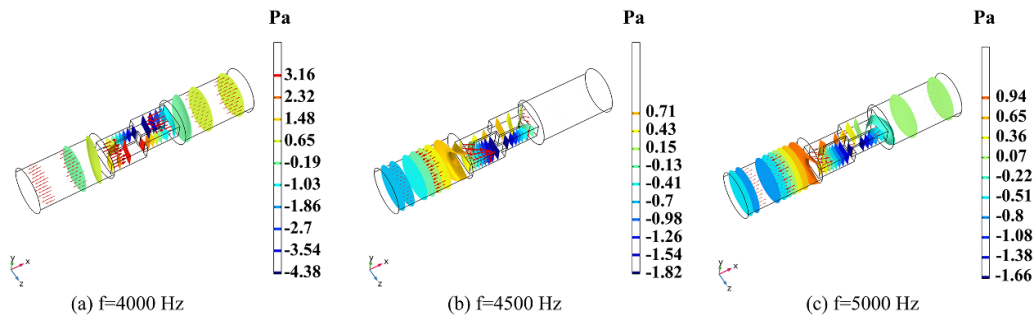 Pa
3.16
2.32
1.48
0.65
-0.19
-1.03
-1.86
-2.7
-3.54
-4.38
y
x
z
(a) f=4000 Hz
Pa
0.71
0.43
0.15
-0.13
-0.41
-0.7
-0.98
-1.26
-1.54
-1.82
y
x
z
(b) f=4500 Hz
Pa
0.94
0.65
0.36
0.07
-0.22
-0.51
-0.8
-1.08
-1.38
-1.66
y
x
z
(c) f=5000 Hz